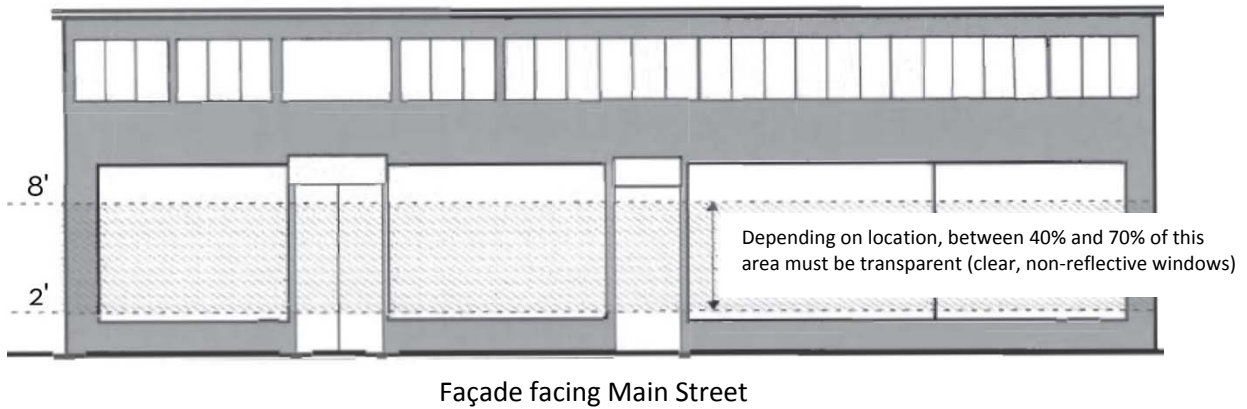 8'
Depending on location, between 40% and 70% of this
area must be transparent (clear, non-reflective windows)
2'
Façade facing Main Street